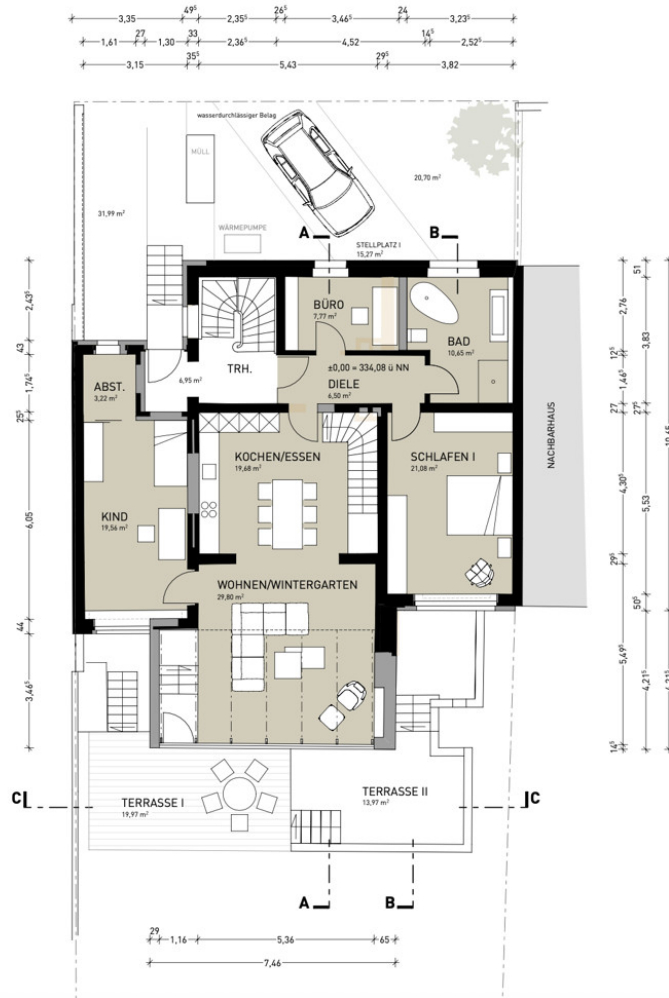 3,35
49⁵
2,35⁵
26⁵
3,46⁵
24
3,23⁵
1,61
27
1,30
33
2,36⁵
4,52
14⁵
2,52⁵
3,15
35⁵
5,43
29⁵
3,82
wasserdurchlässiger Belag
MÜLL
20,70 m²
31,99 m²
WÄRMEPUMPE
A
B
STELLPLATZ I
15,27 m²
BÜRO
7,77 m²
BAD
10,65 m²
TRH.
6,95 m²
±0,00 = 334,08 ü NN
DIELE
6,50 m²
ABST.
3,22 m²
KOCHEN/ESSEN
19,68 m²
SCHLAFEN I
21,08 m²
NACHBARHAUS
KIND
19,56 m²
WOHNEN/WINTERGARTEN
29,80 m²
TERRASSE I
19,97 m²
TERRASSE II
13,97 m²
C
C
A
B
2,43⁵
43
1,74⁵
25⁵
6,05
44
3,46⁵
2,76
12⁵
1,46⁵
27
4,30⁵
29⁵
5,49⁵
14⁵
51
3,83
27⁵
5,53
50⁵
4,21⁵
29
1,16
5,36
65
7,46